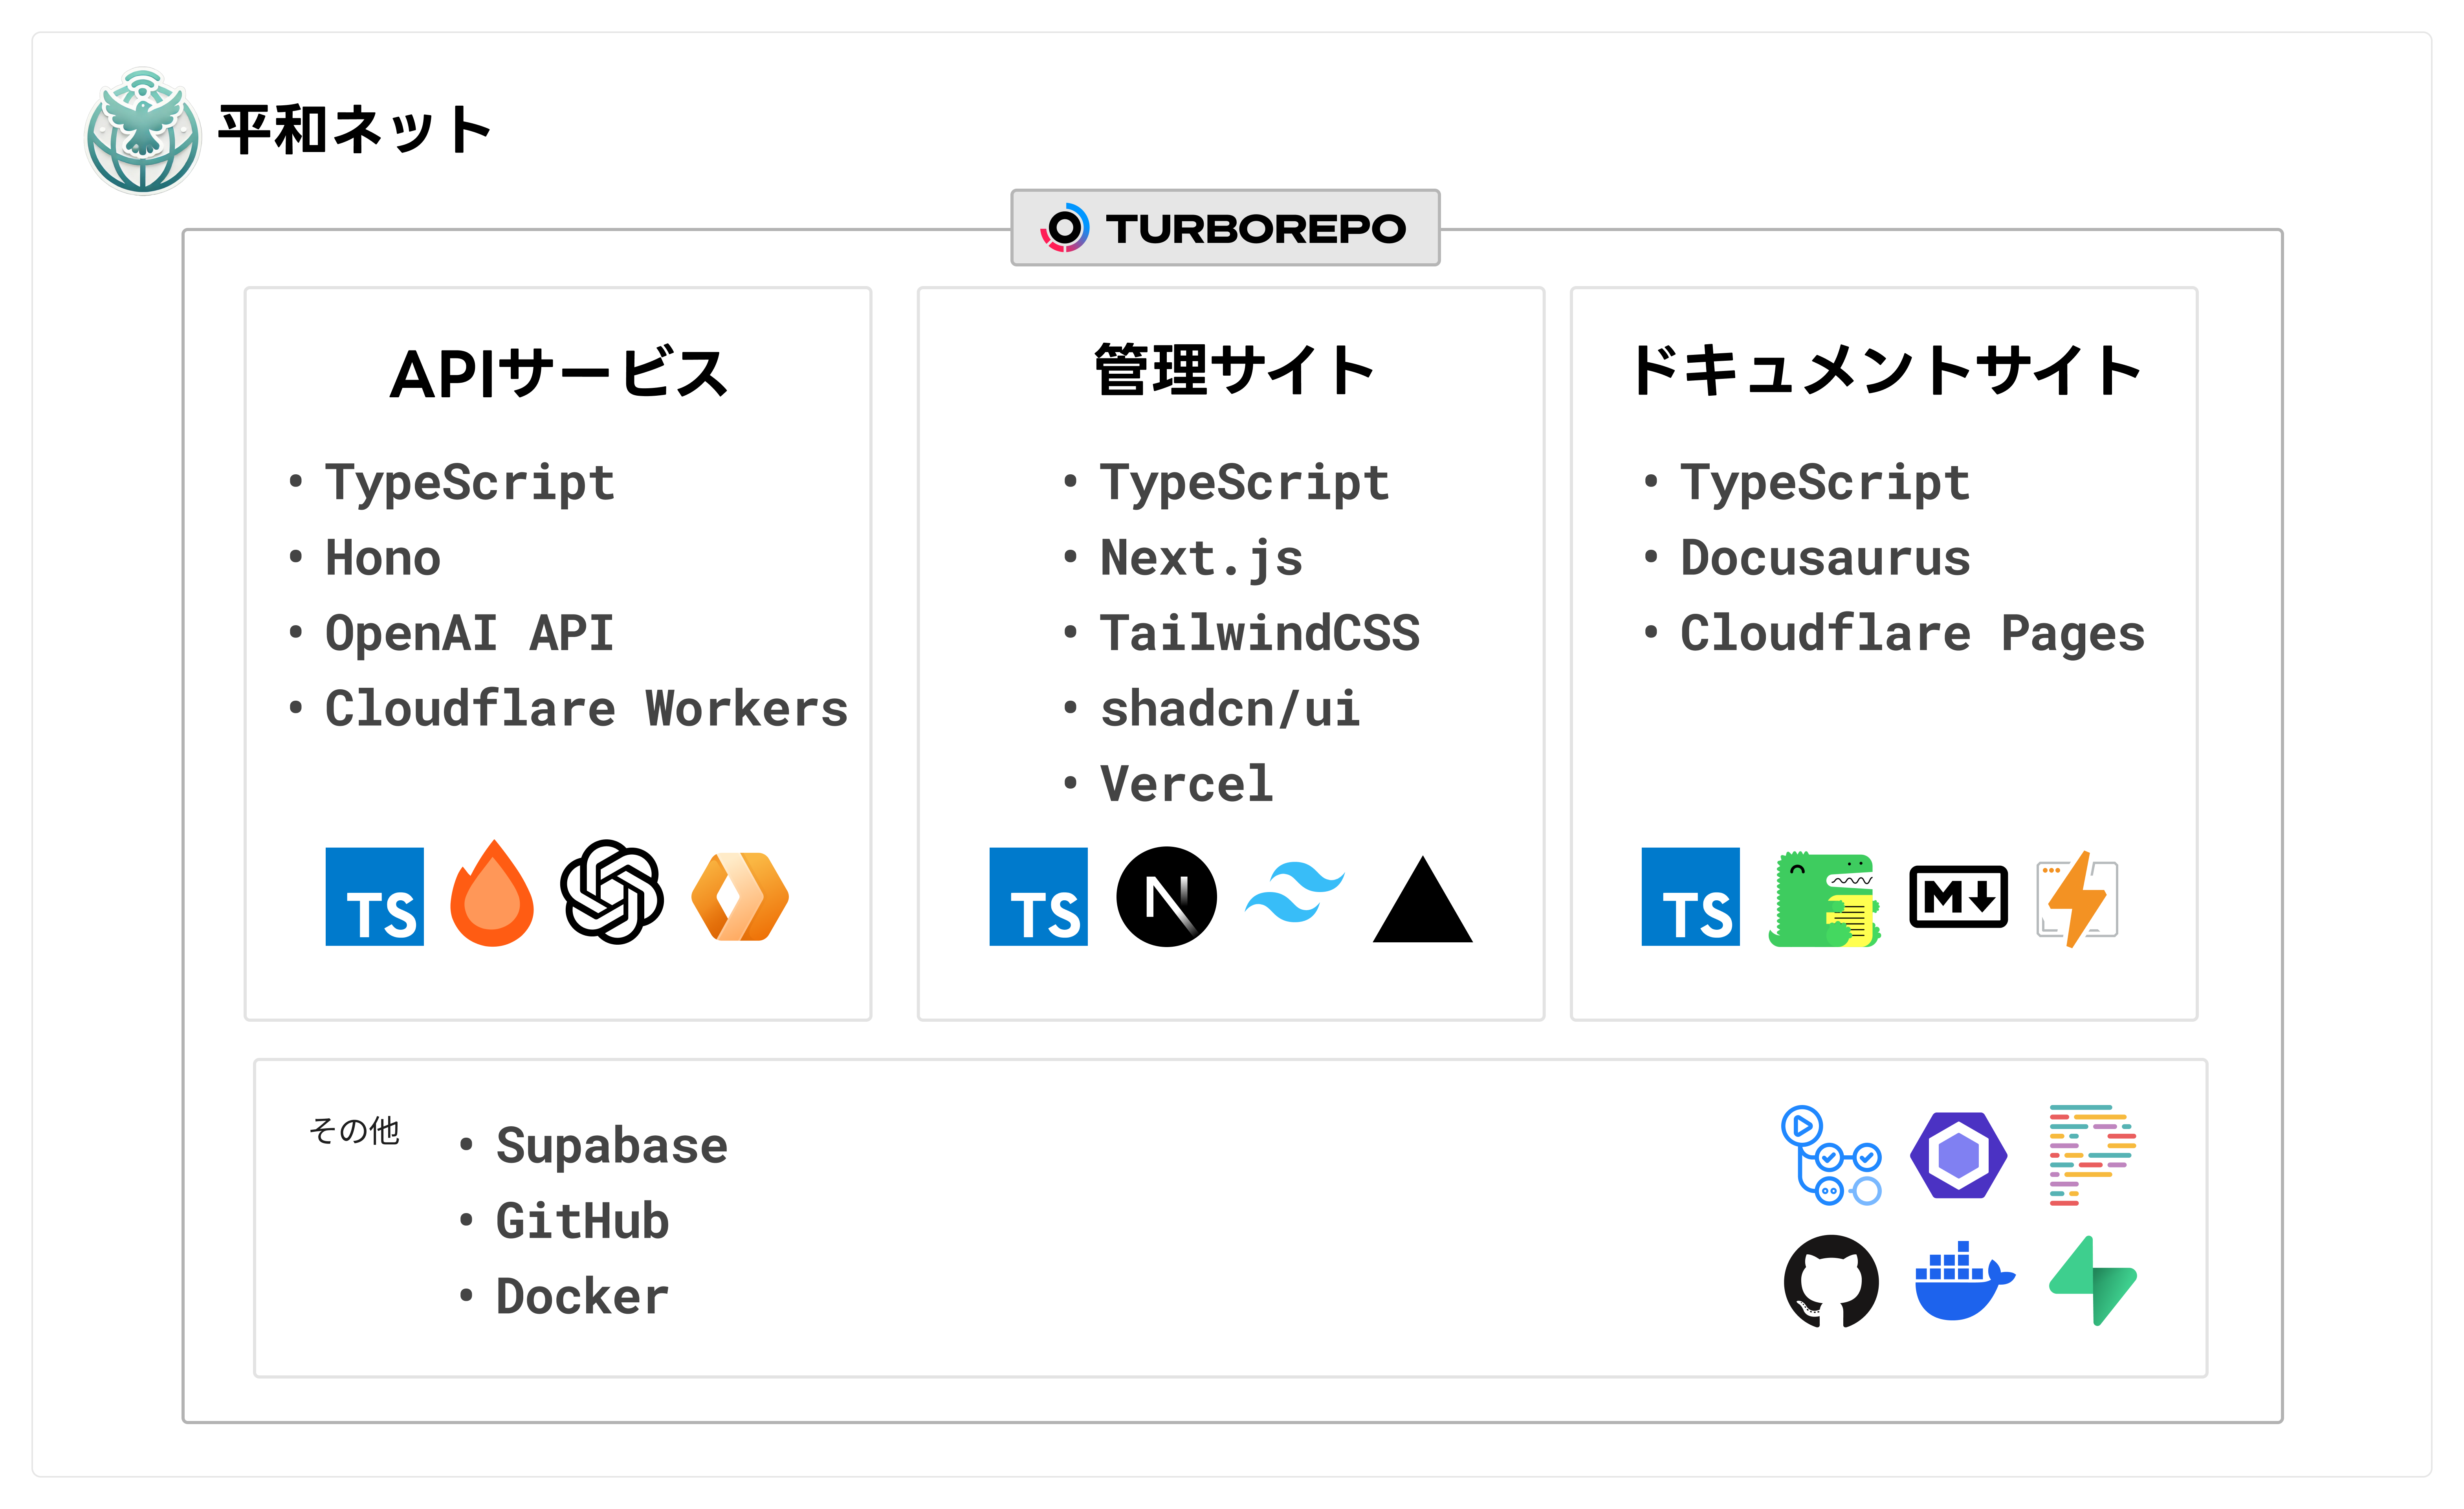 平和ネット
TURBOREPO
APIサービス
• TypeScript
• Hono
• OpenAI API
• Cloudflare Workers
TS
管理サイト
• TypeScript
• Next.js
• TailwindCSS
• shadcn/ui
• Vercel
TS
N
ドキュメントサイト
• TypeScript
• Docusaurus
• Cloudflare Pages
TS
M
その他
• Supabase
• GitHub
• Docker